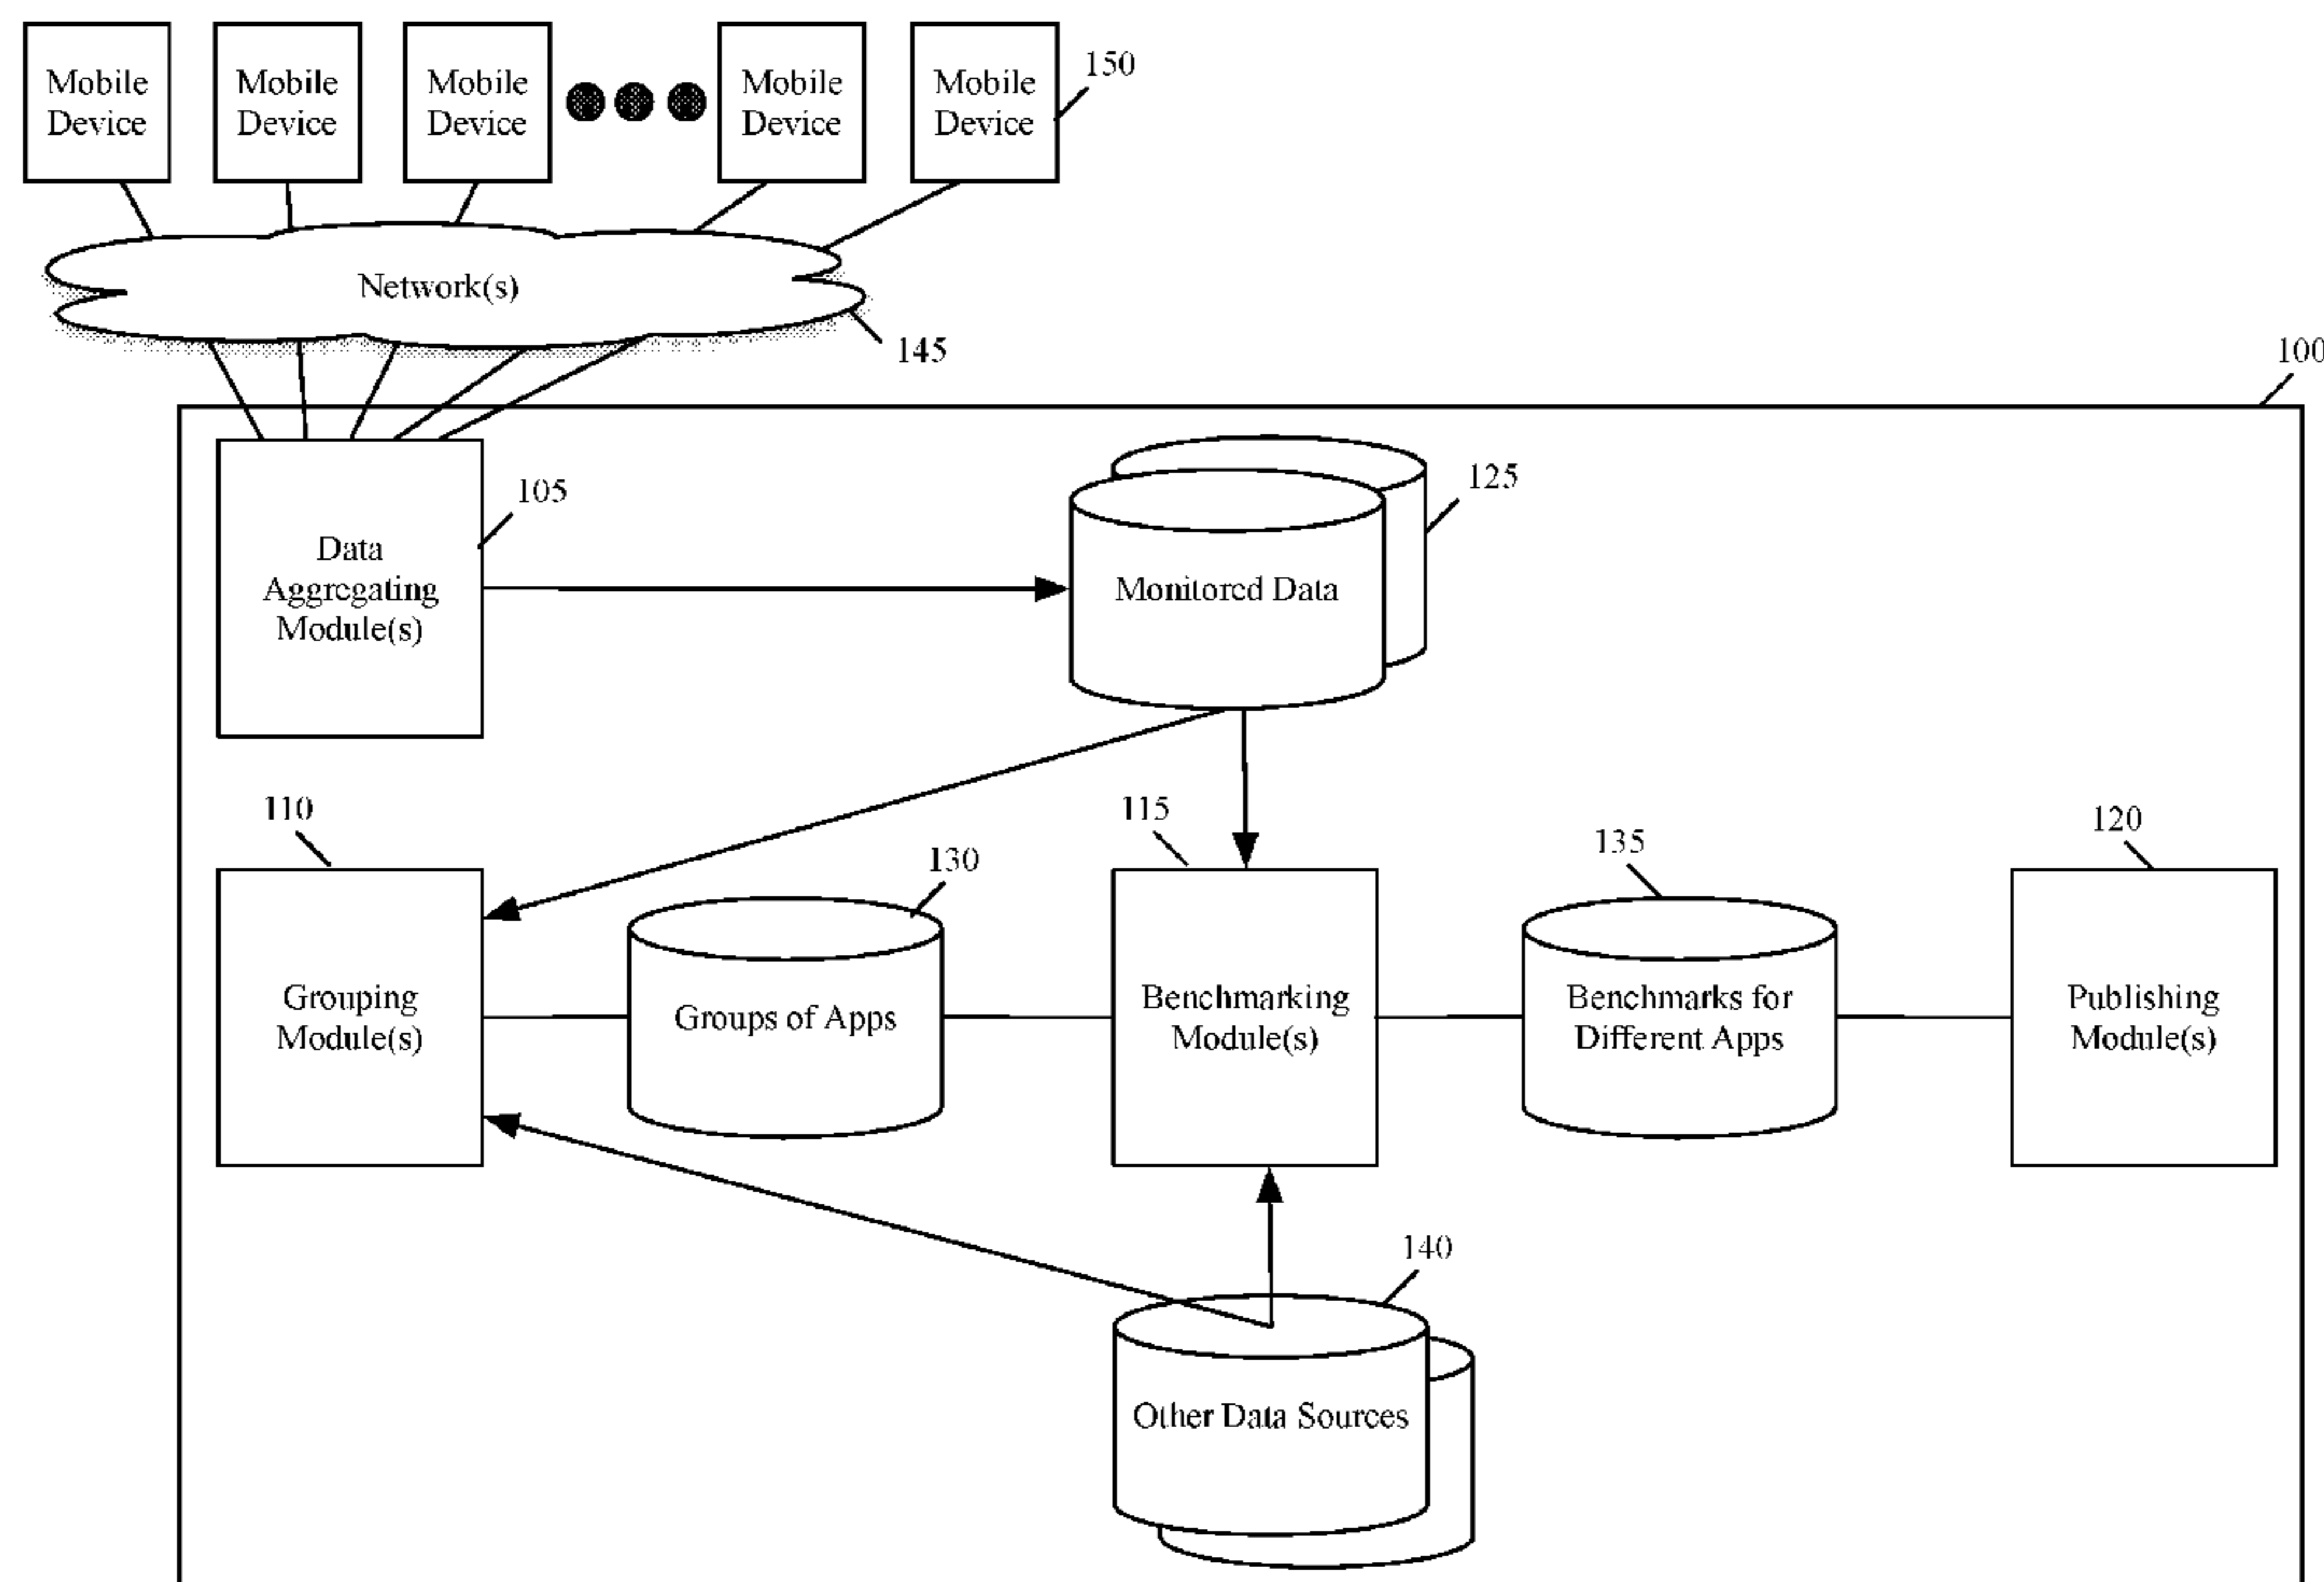 Mobile
Device
Mobile
Device
Mobile
Device
Mobile
Device
Mobile
Device
150
Network(s)
145
100
105
125
Data
Aggregating
Module(s)
Monitored Data
110
115
120
135
130
Grouping
Module(s)
Groups of Apps
Benchmarking
Module(s)
Benchmarks for
Different Apps
Publishing
Module(s)
140
Other Data Sources